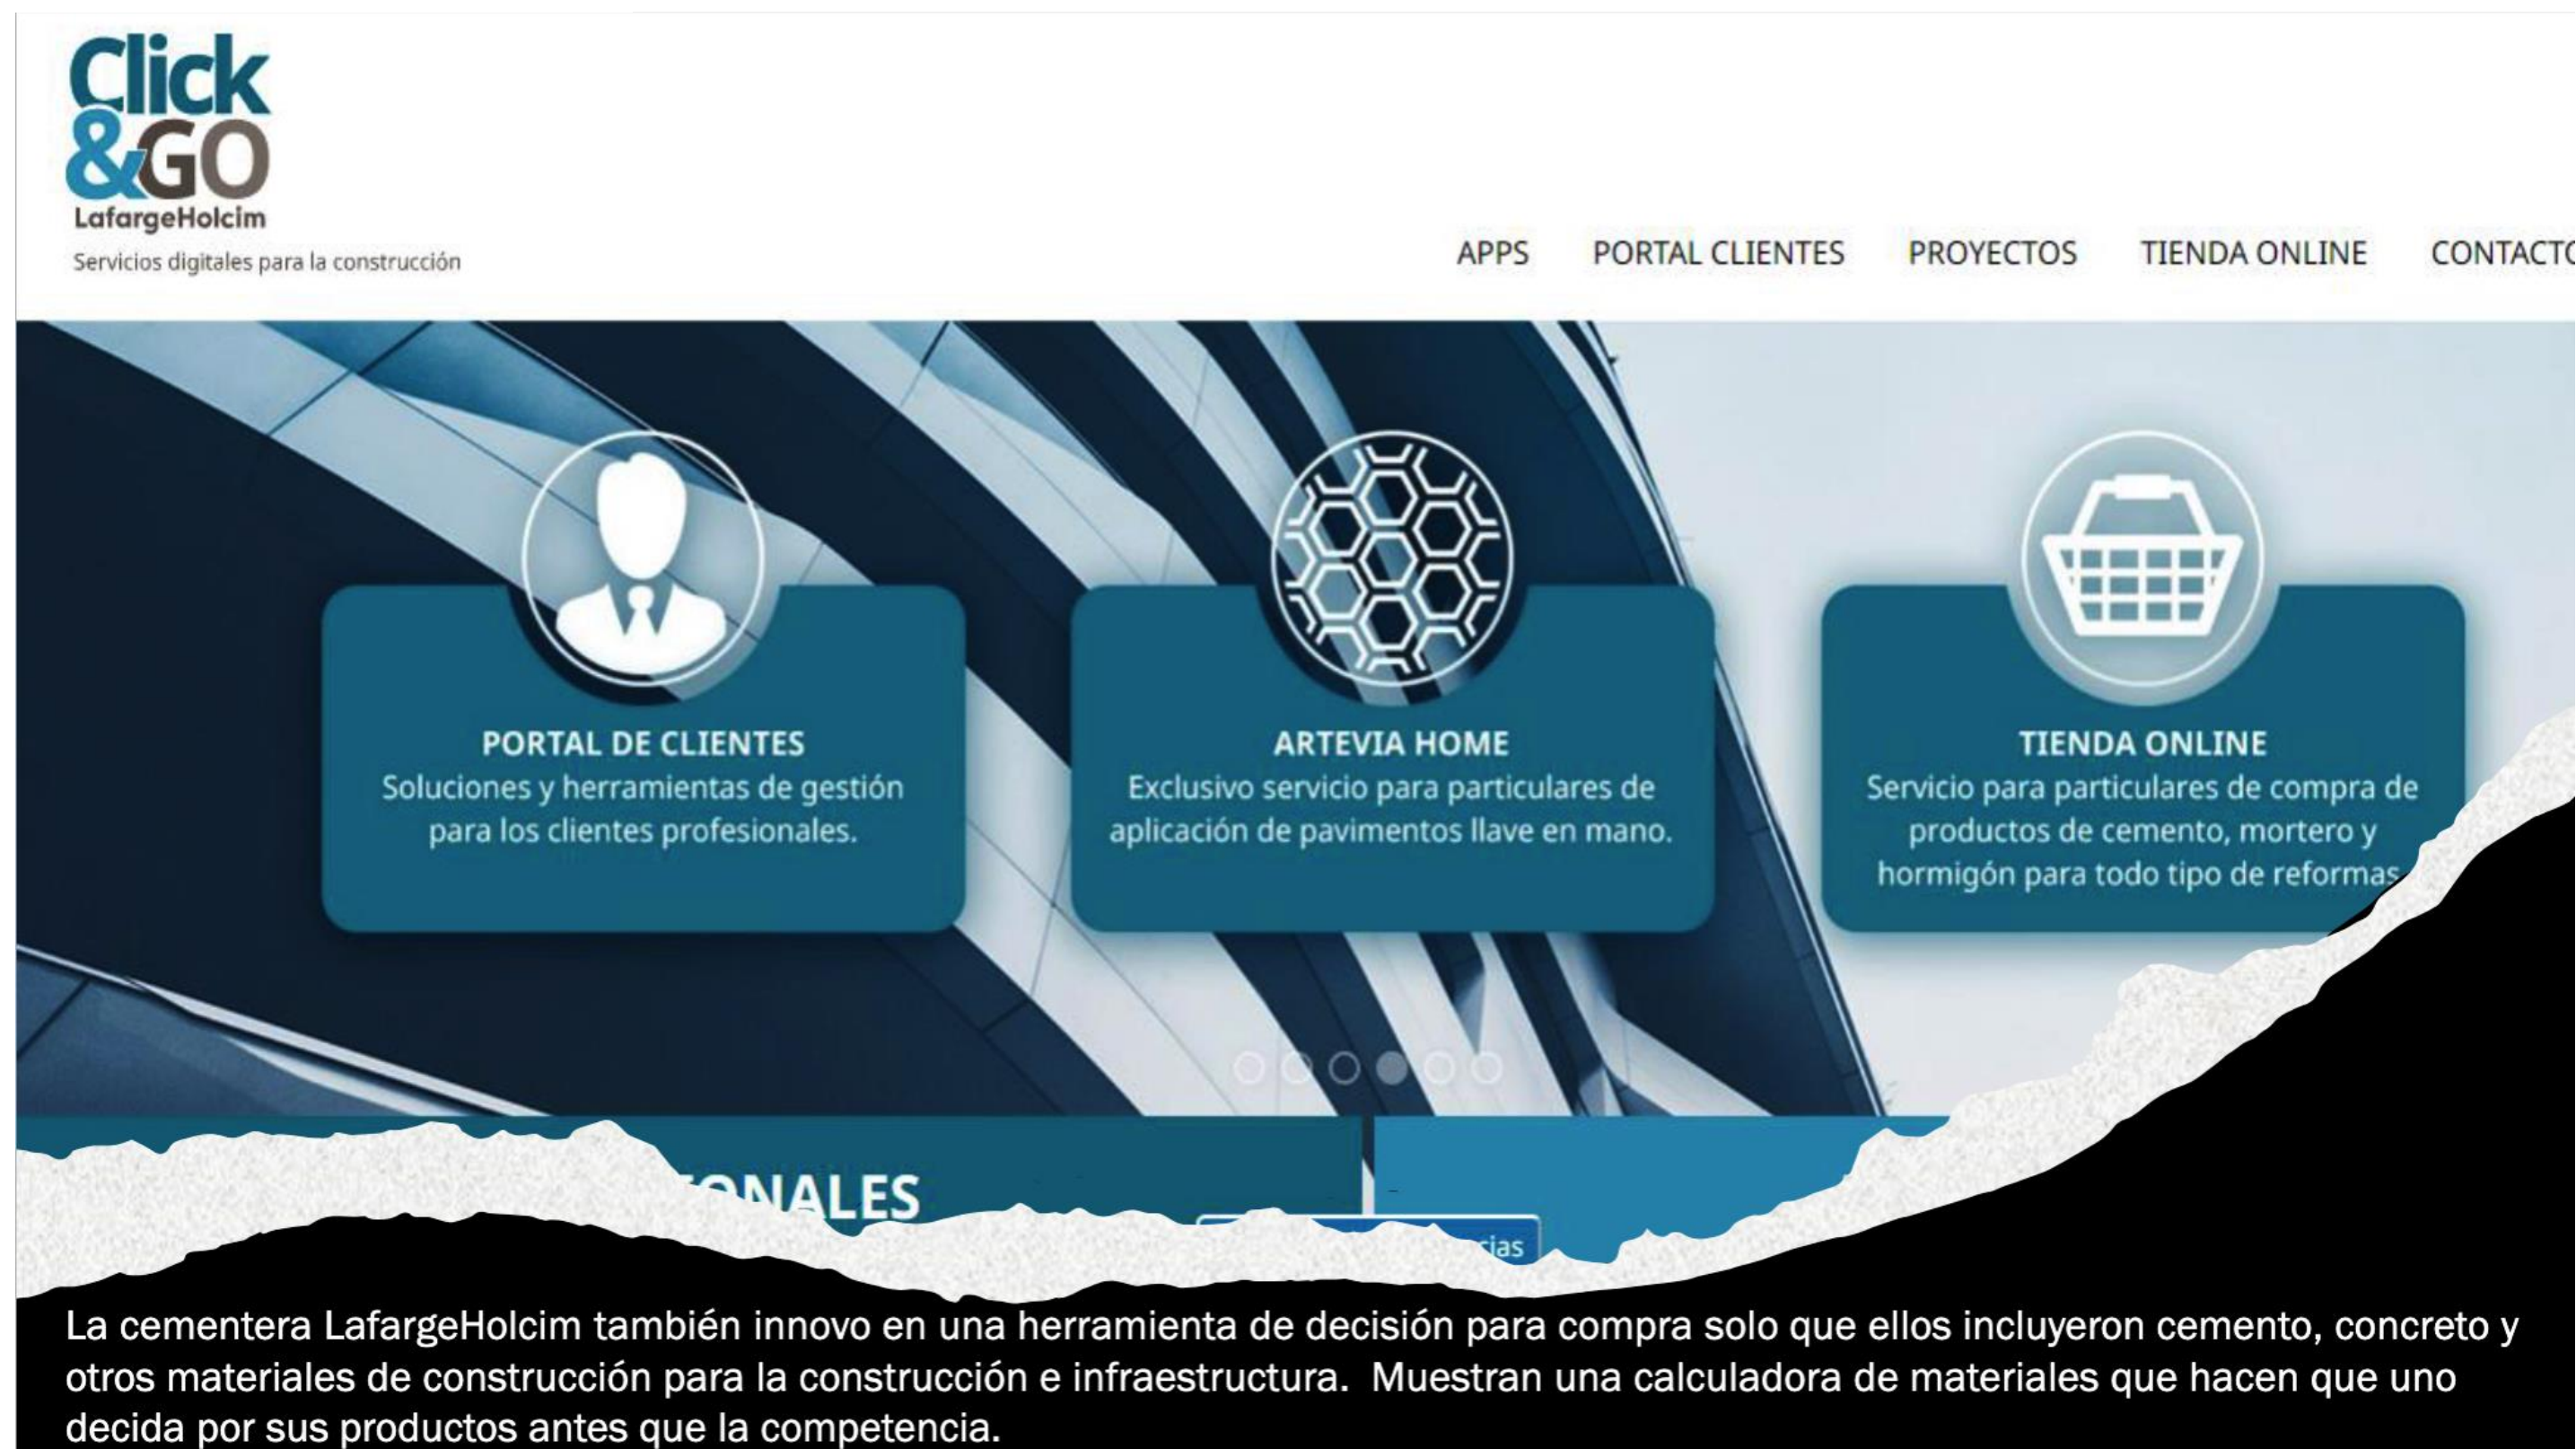 Click
&GO
LafargeHolcim
Servicios digitales para la construcción
APPS PORTAL CLIENTES PROYECTOS TIENDA ONLINE CONTACTO
PORTAL DE CLIENTES
Soluciones y herramientas de gestión
para los clientes profesionales.
ARTEVIA HOME
Exclusivo servicio para particulares de
aplicación de pavimentos llave en mano.
TIENDA ONLINE
Servicio para particulares de compra de
productos de cemento, mortero y
hormigón para todo tipo de reformas
La cementera LafargeHolcim también innovo en una herramienta de decisión para compra solo que ellos incluyeron cemento, concreto y
otros materiales de construcción para la construcción e infraestructura. Muestran una calculadora de materiales que hacen que uno
decida por sus productos antes que la competencia.